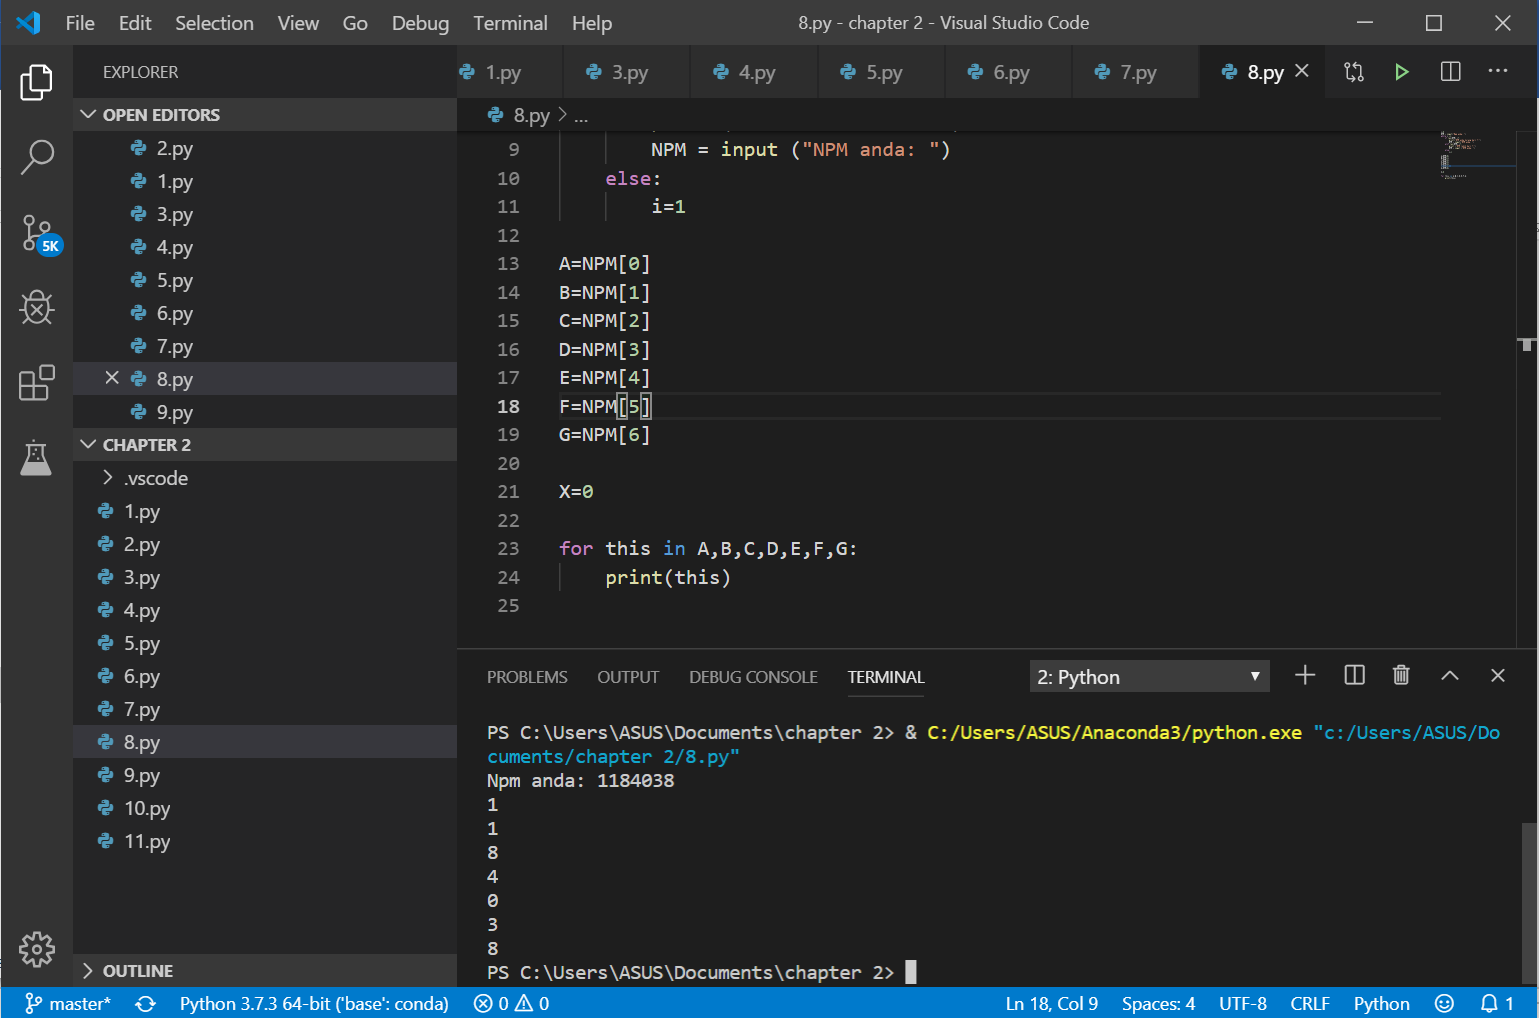 File Edit Selection View Go Debug Terminal Help 8.py - chapter 2 - Visual Studio Code
EXPLORER
OPEN EDITORS
2.py
1.py
3.py
4.py
5.py
6.py
7.py
8.py
9.py
CHAPTER 2
.vscode
1.py
2.py
3.py
4.py
5.py
6.py
7.py
8.py
9.py
10.py
11.py
OUTLINE
5K
1.py 3.py 4.py 5.py 6.py 7.py 8.py ...
8.py > ...
9 NPM = input ("NPM anda: ")
10 else:
11 i=1
12
13 A=NPM[0]
14 B=NPM[1]
15 C=NPM[2]
16 D=NPM[3]
17 E=NPM[4]
18 F=NPM[5]
19 G=NPM[6]
20
21 X=0
22
23 for this in A,B,C,D,E,F,G:
24 print(this)
25
PROBLEMS OUTPUT DEBUG CONSOLE TERMINAL 2: Python
PS C:\Users\ASUS\Documents\chapter 2> & C:/Users/ASUS/Anaconda3/python.exe "c:/Users/ASUS/Do
cuments/chapter 2/8.py"
Npm anda: 1184038
1
1
8
4
0
3
8
PS C:\Users\ASUS\Documents\chapter 2>
master* Python 3.7.3 64-bit ('base': conda) 0 0 Ln 18, Col 9 Spaces: 4 UTF-8 CRLF Python 1